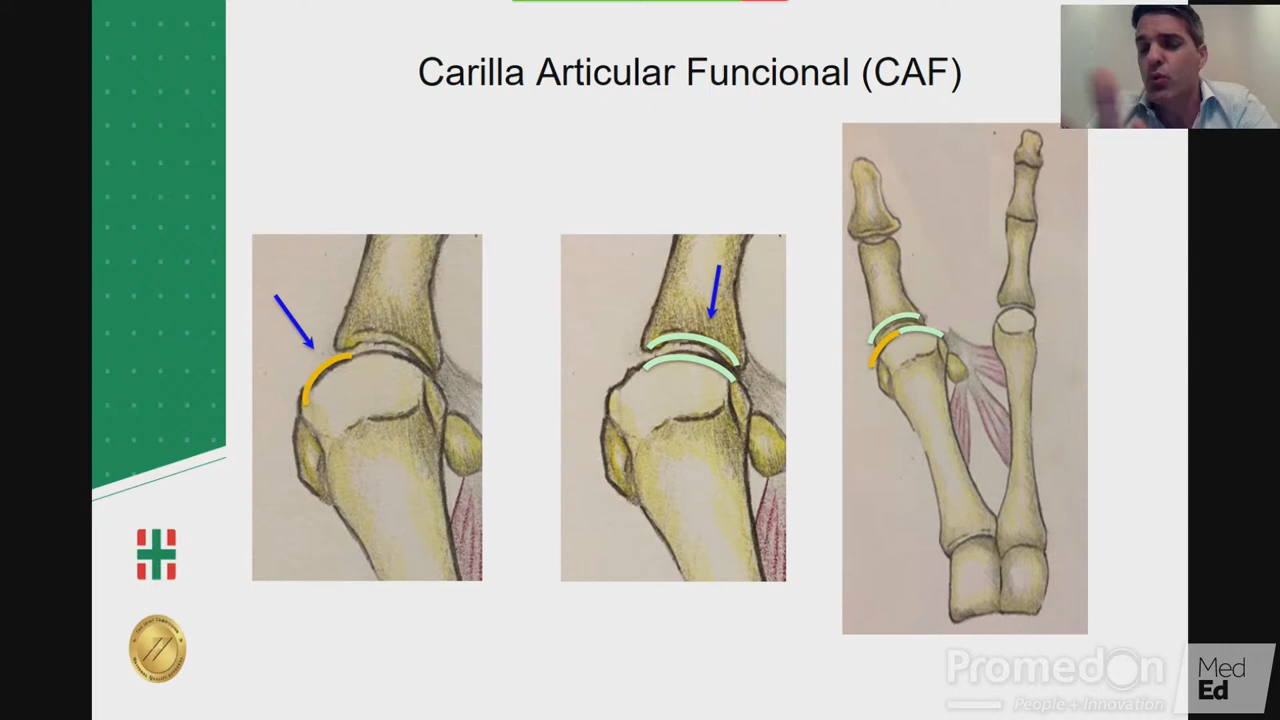 Carilla Articular Funcional (CAF)
PromedOn
People + Innovation
Med
Ed